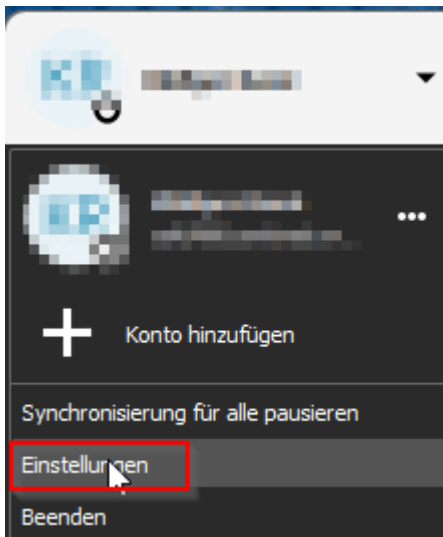 Konto hinzufügen
Synchronisierung für alle pausieren
Einstellungen
Beenden